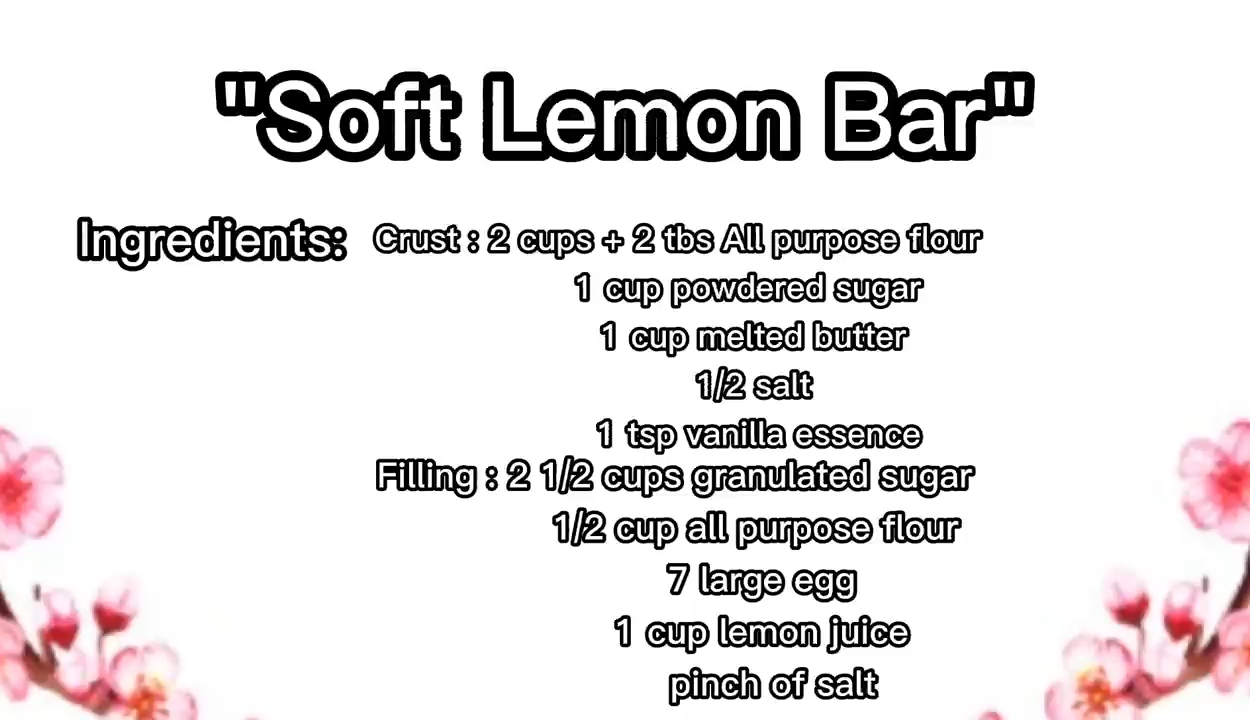 "Soft Lemon Bar"
Ingredients: Crust : 2 cups + 2 tbs All purpose flour
1 cup powdered sugar
1 cup melted butter
1/2 salt
1 tsp vanilla essence
Filling : 2 1/2 cups granulated sugar
1/2 cup all purpose flour
7 large egg
1 cup lemon juice
pinch of salt